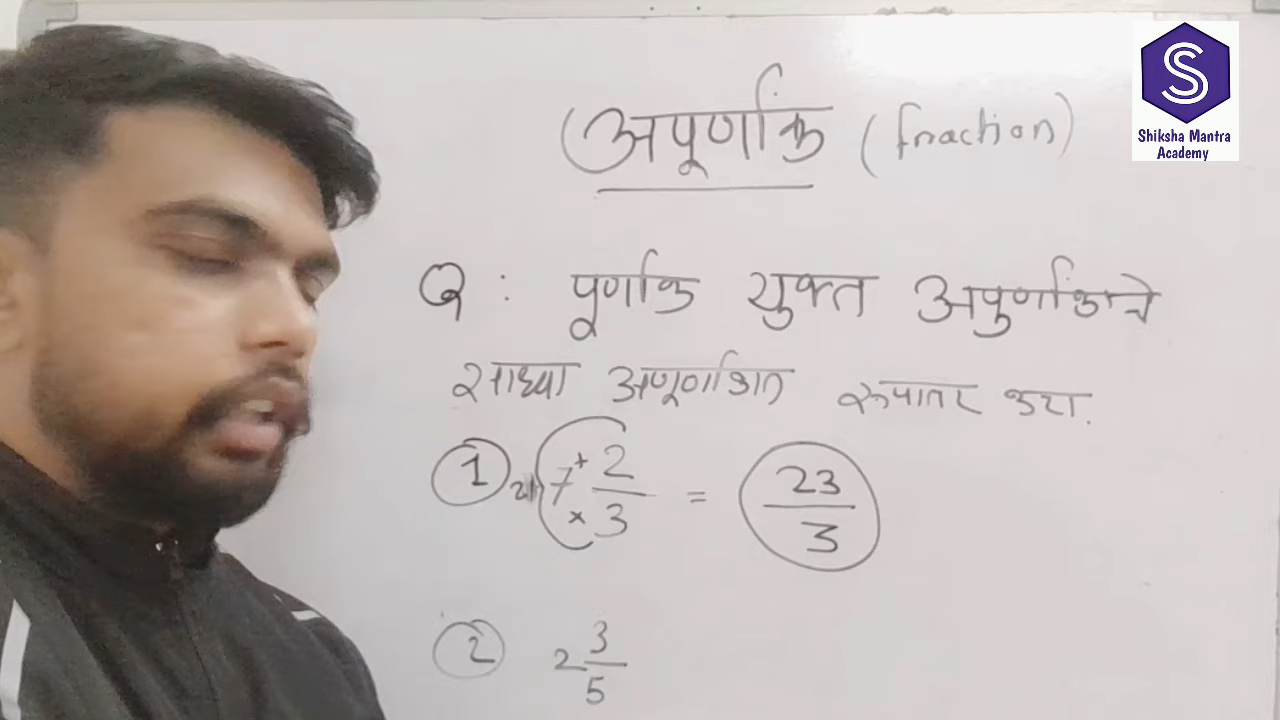 अपूर्णांक (fraction)
Q : पूर्णांक युक्त अपुर्णांकाचे
साध्या अपूर्णांकात रूपातर करा.
1 21 7 + 2/3 × = 23/3
2 2 3/5
S
Shiksha Mantra
Academy